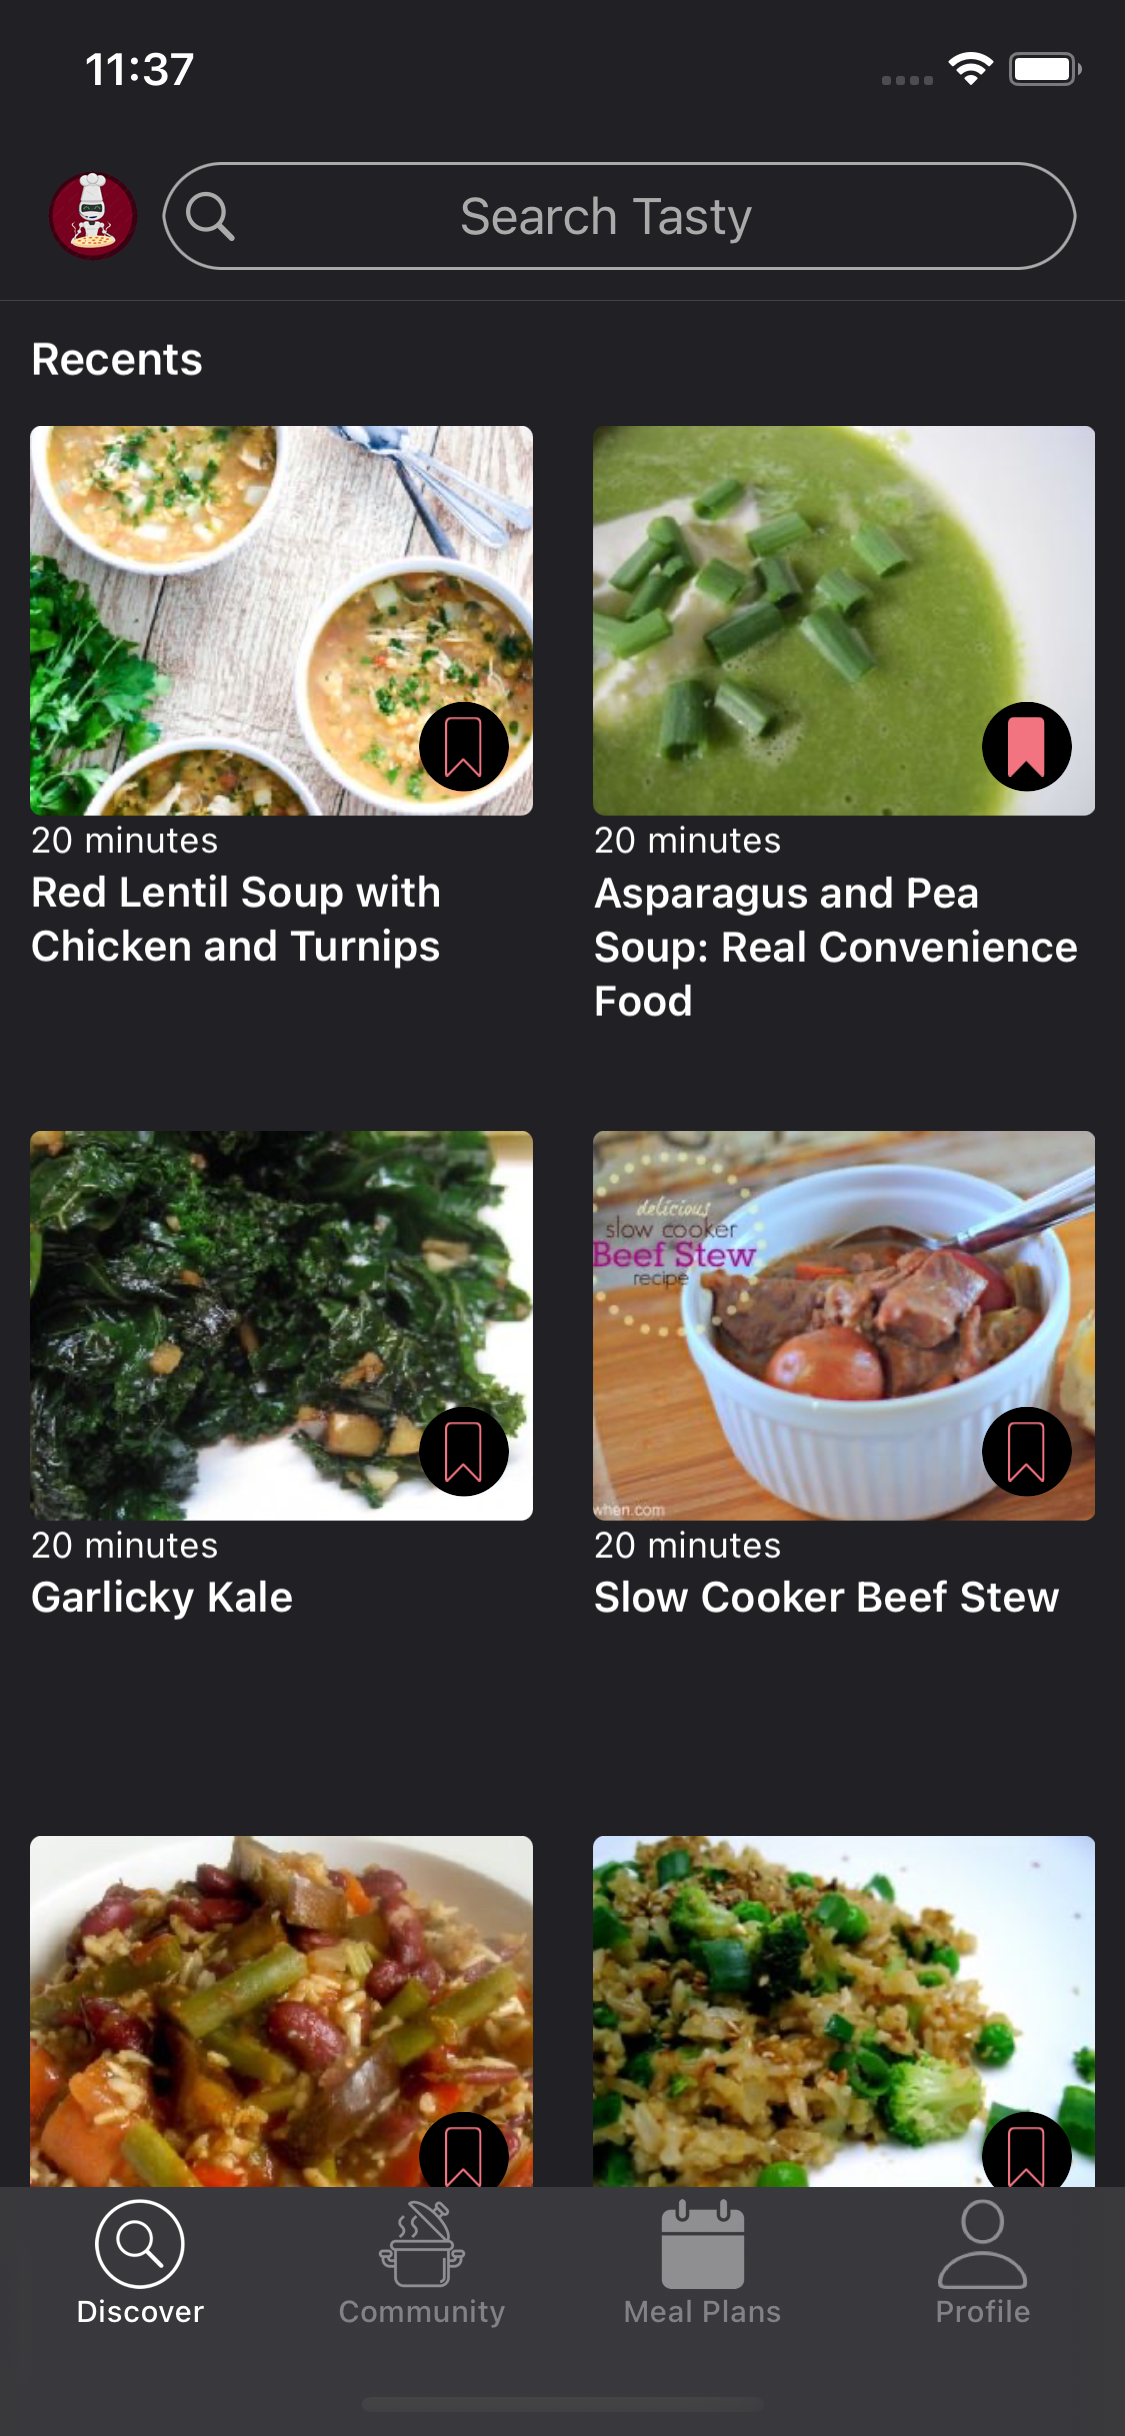 11:37
Search Tasty
Recents
20 minutes
Red Lentil Soup with
Chicken and Turnips
20 minutes
Asparagus and Pea
Soup: Real Convenience
Food
delicious
slow cooker
Beef Stew
recipe
when.com
20 minutes
Garlicky Kale
20 minutes
Slow Cooker Beef Stew
Discover
Community
Meal Plans
Profile